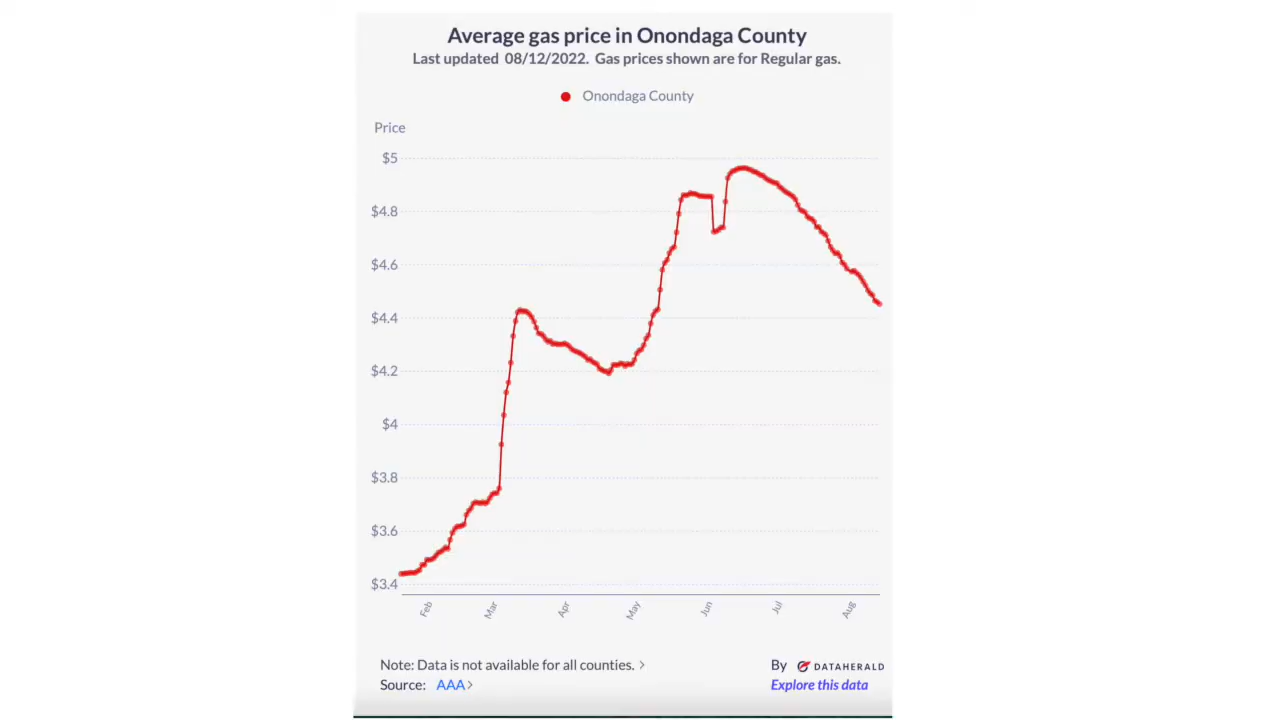 Average gas price in Onondaga County
Last updated 08/12/2022. Gas prices shown are for Regular gas.
Onondaga County
Price
$5
$4.8
$4.6
$4.4
$4.2
$4
$3.8
$3.6
$3.4
Feb
Mar
Apr
May
Jun
Jul
Aug
Note: Data is not available for all counties. >
By DATAHERALD
Source: AAA >
Explore this data